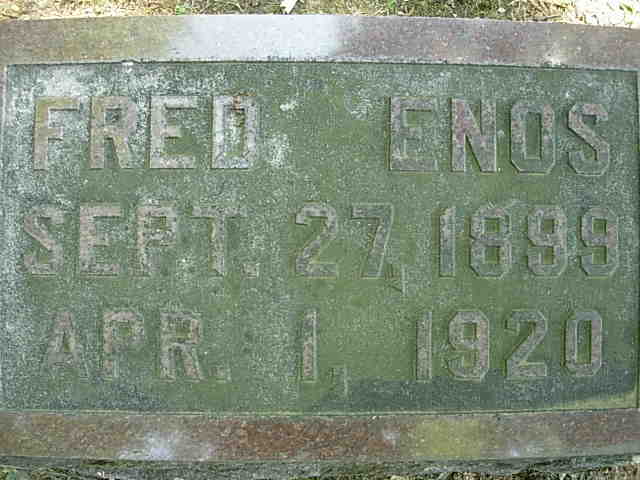 FRED ENOS
SEPT. 27, 1899
APR. 1, 1920